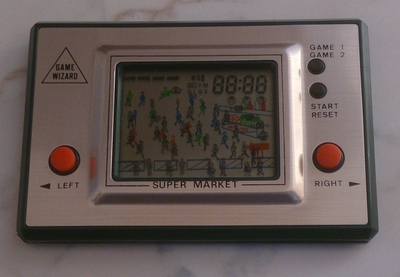 GAME
WIZARD
88:88
GAME 1
GAME 2
START
RESET
◄ LEFT
SUPER MARKET
RIGHT ►